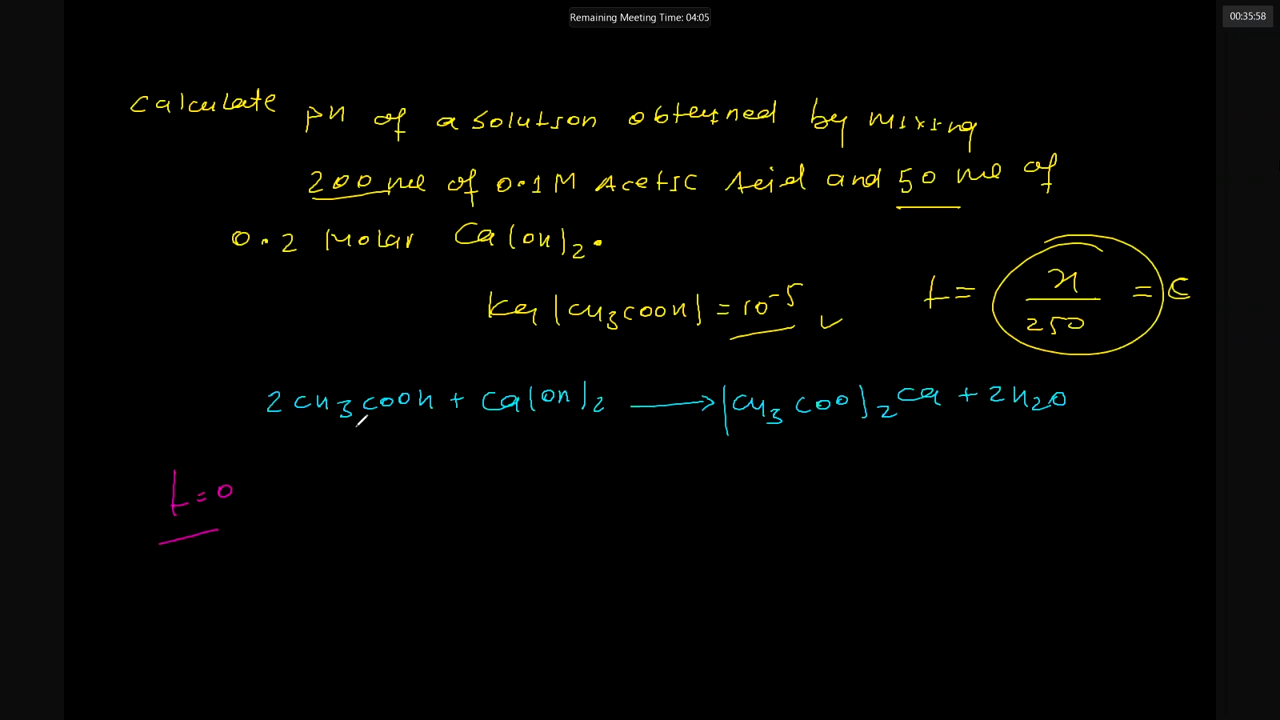 Remaining Meeting Time: 04:05
00:35:58
Calculate pH of a solution obtained by mixing
200 ml of 0.1M Acetic Acid and 50 ml of
0.2 Molar Ca(OH)2.
Ka(CH3COOH) = 10-5
x
= C
250
2CH3COOH + Ca(OH)2 → (CH3COO)2Ca + 2H2O
t=0